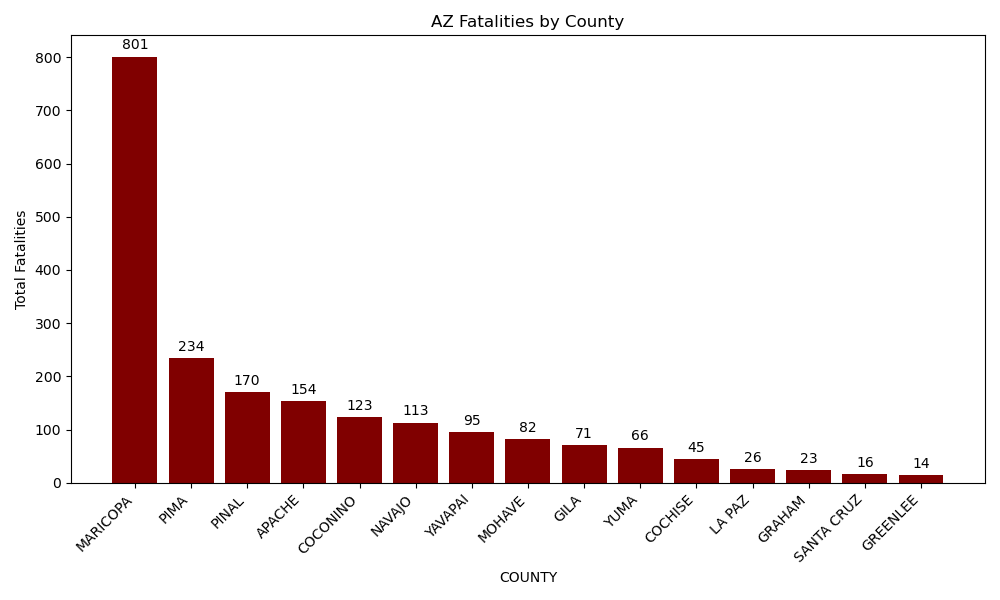 AZ Fatalities by County
Total Fatalities
800
700
600
500
400
300
200
100
0
801
234
170
154
123
113
95
82
71
66
45
26
23
16
14
MARICOPA
PIMA
PINAL
APACHE
COCONINO
NAVAJO
YAVAPAI
MOHAVE
GILA
YUMA
COCHISE
LA PAZ
GRAHAM
SANTA CRUZ
GREENLEE
COUNTY